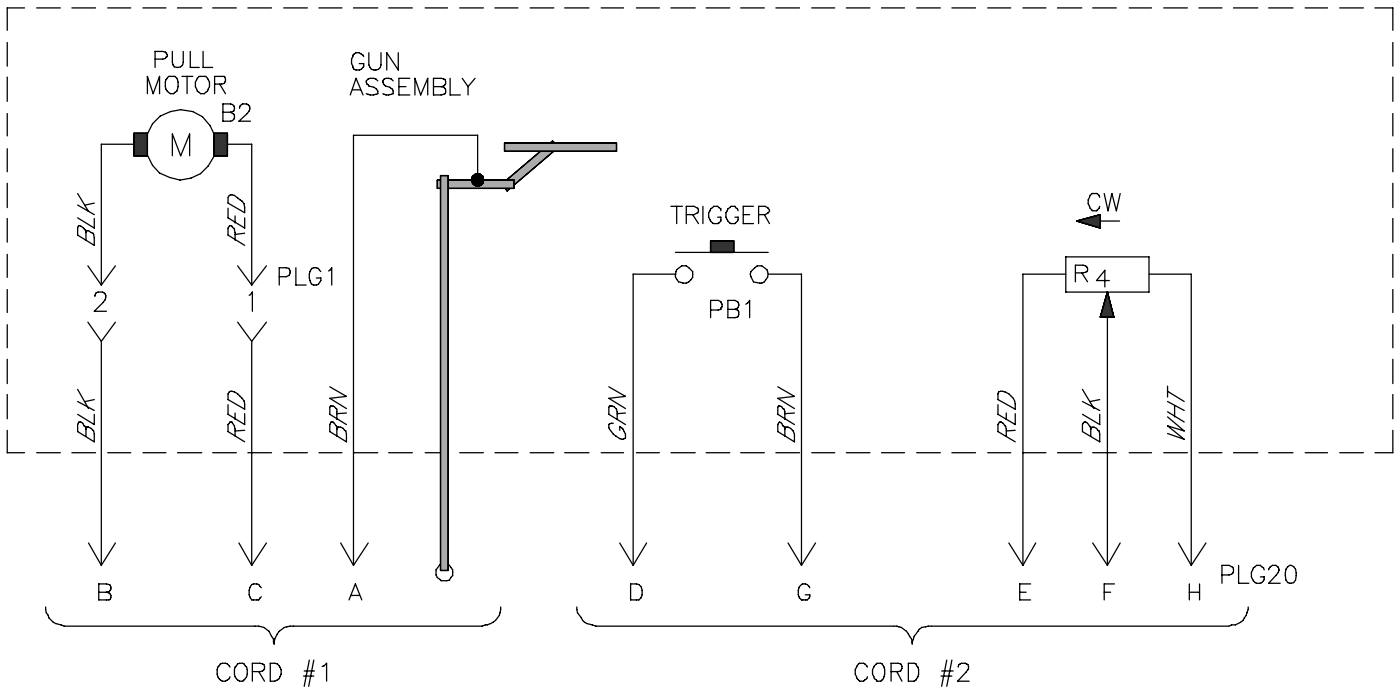 PULL
MOTOR
B2
M
GUN
ASSEMBLY
BLK
RED
PLG1
2
1
BLK
RED
BRN
TRIGGER
PB1
GRN
BRN
CW
R4
RED
BLK
WHT
B
C
A
D
G
E
F
H
PLG20
CORD #1
CORD #2